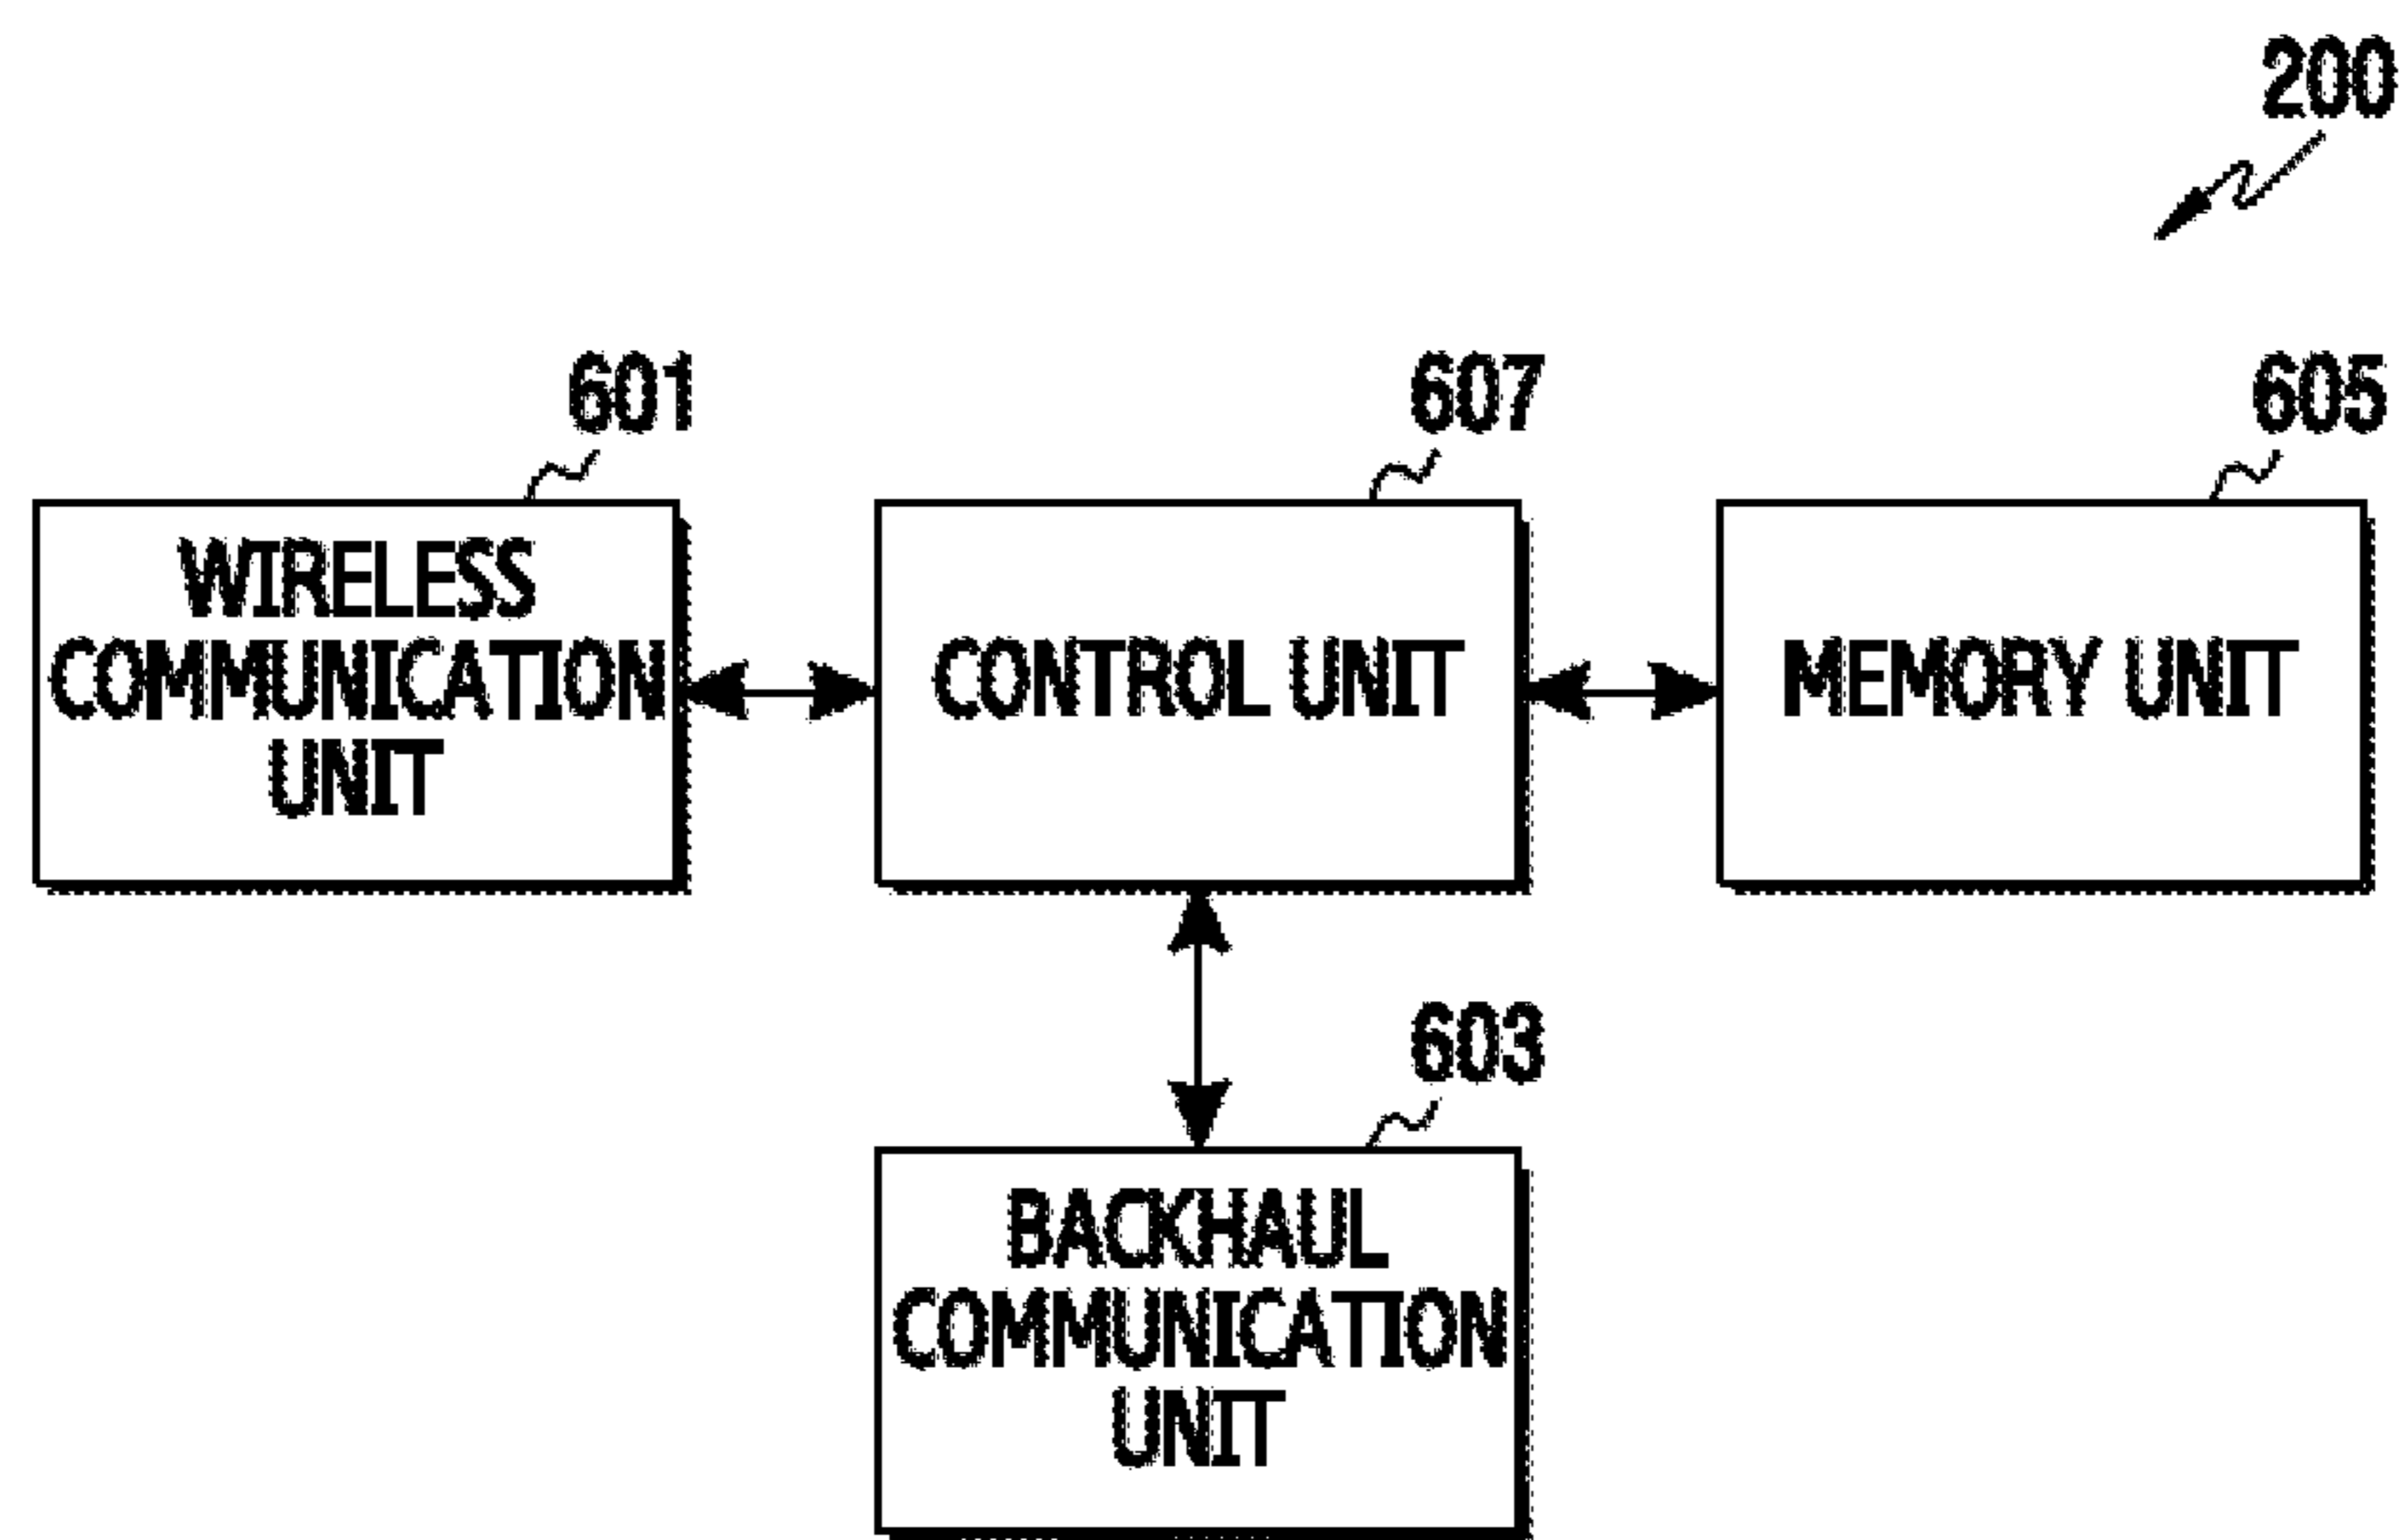 200
601
607
605
WIRELESS
COMMUNICATION
UNIT
CONTROL UNIT
MEMORY UNIT
603
BACKHAUL
COMMUNICATION
UNIT